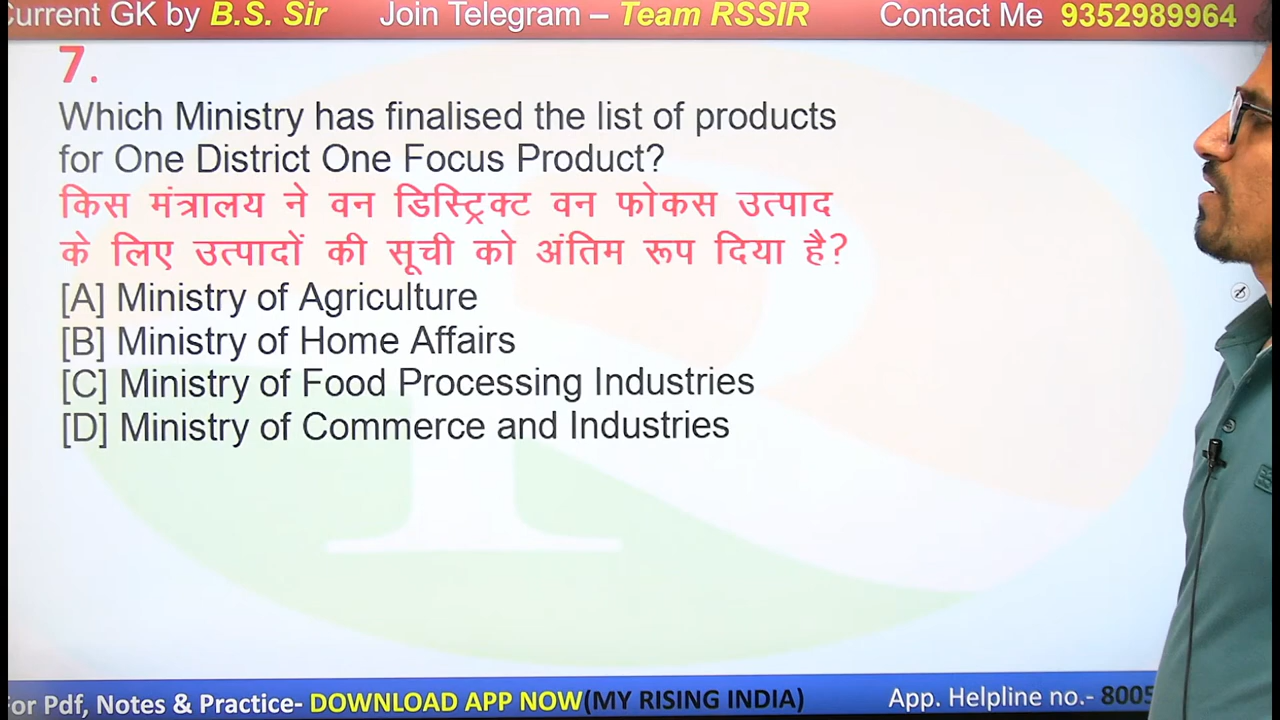 Current GK by B.S. Sir Join Telegram – Team RSSIR Contact Me 9352989964
7.
Which Ministry has finalised the list of products
for One District One Focus Product?
किस मंत्रालय ने वन डिस्ट्रिक्ट वन फोकस उत्पाद
के लिए उत्पादों की सूची को अंतिम रूप दिया है?
[A] Ministry of Agriculture
[B] Ministry of Home Affairs
[C] Ministry of Food Processing Industries
[D] Ministry of Commerce and Industries
For Pdf, Notes & Practice- DOWNLOAD APP NOW(MY RISING INDIA) App. Helpline no.- 8005